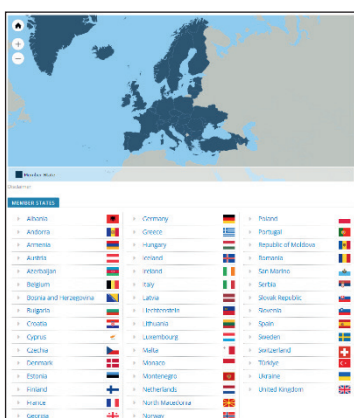 Member States
Disclaimer
MEMBER STATES
Albania
Andorra
Armenia
Austria
Azerbaijan
Belgium
Bosnia and Herzegovina
Bulgaria
Croatia
Cyprus
Czechia
Denmark
Estonia
Finland
France
Georgia
Germany
Greece
Hungary
Iceland
Ireland
Italy
Latvia
Liechtenstein
Lithuania
Luxembourg
Malta
Monaco
Montenegro
Netherlands
North Macedonia
Norway
Poland
Portugal
Republic of Moldova
Romania
San Marino
Serbia
Slovak Republic
Slovenia
Spain
Sweden
Switzerland
Türkiye
Ukraine
United Kingdom